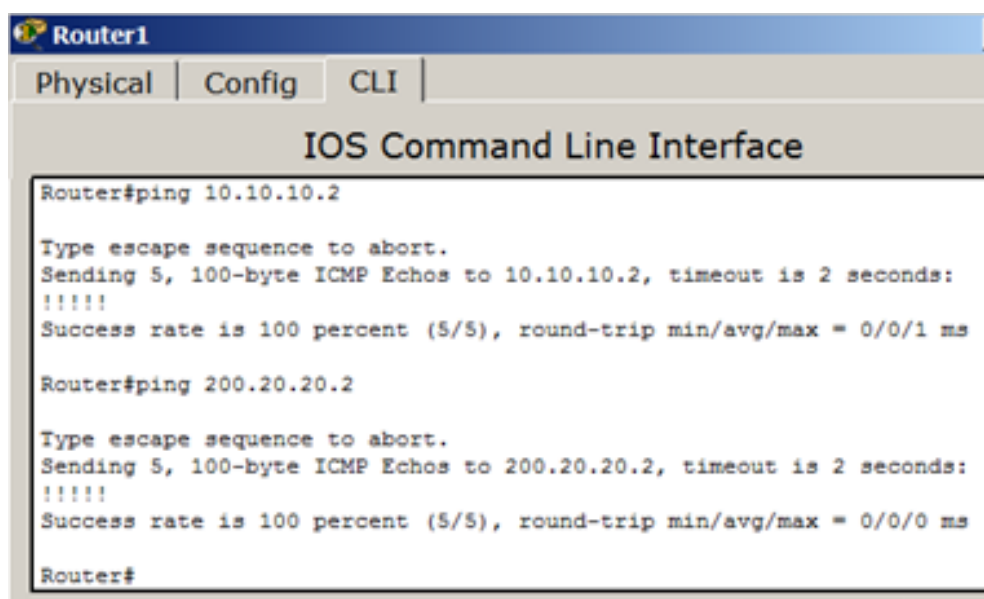 Router1
Physical Config CLI
IOS Command Line Interface
Router#ping 10.10.10.2
Type escape sequence to abort.
Sending 5, 100-byte ICMP Echos to 10.10.10.2, timeout is 2 seconds:
!!!!!
Success rate is 100 percent (5/5), round-trip min/avg/max = 0/0/1 ms
Router#ping 200.20.20.2
Type escape sequence to abort.
Sending 5, 100-byte ICMP Echos to 200.20.20.2, timeout is 2 seconds:
!!!!!
Success rate is 100 percent (5/5), round-trip min/avg/max = 0/0/0 ms
Router#